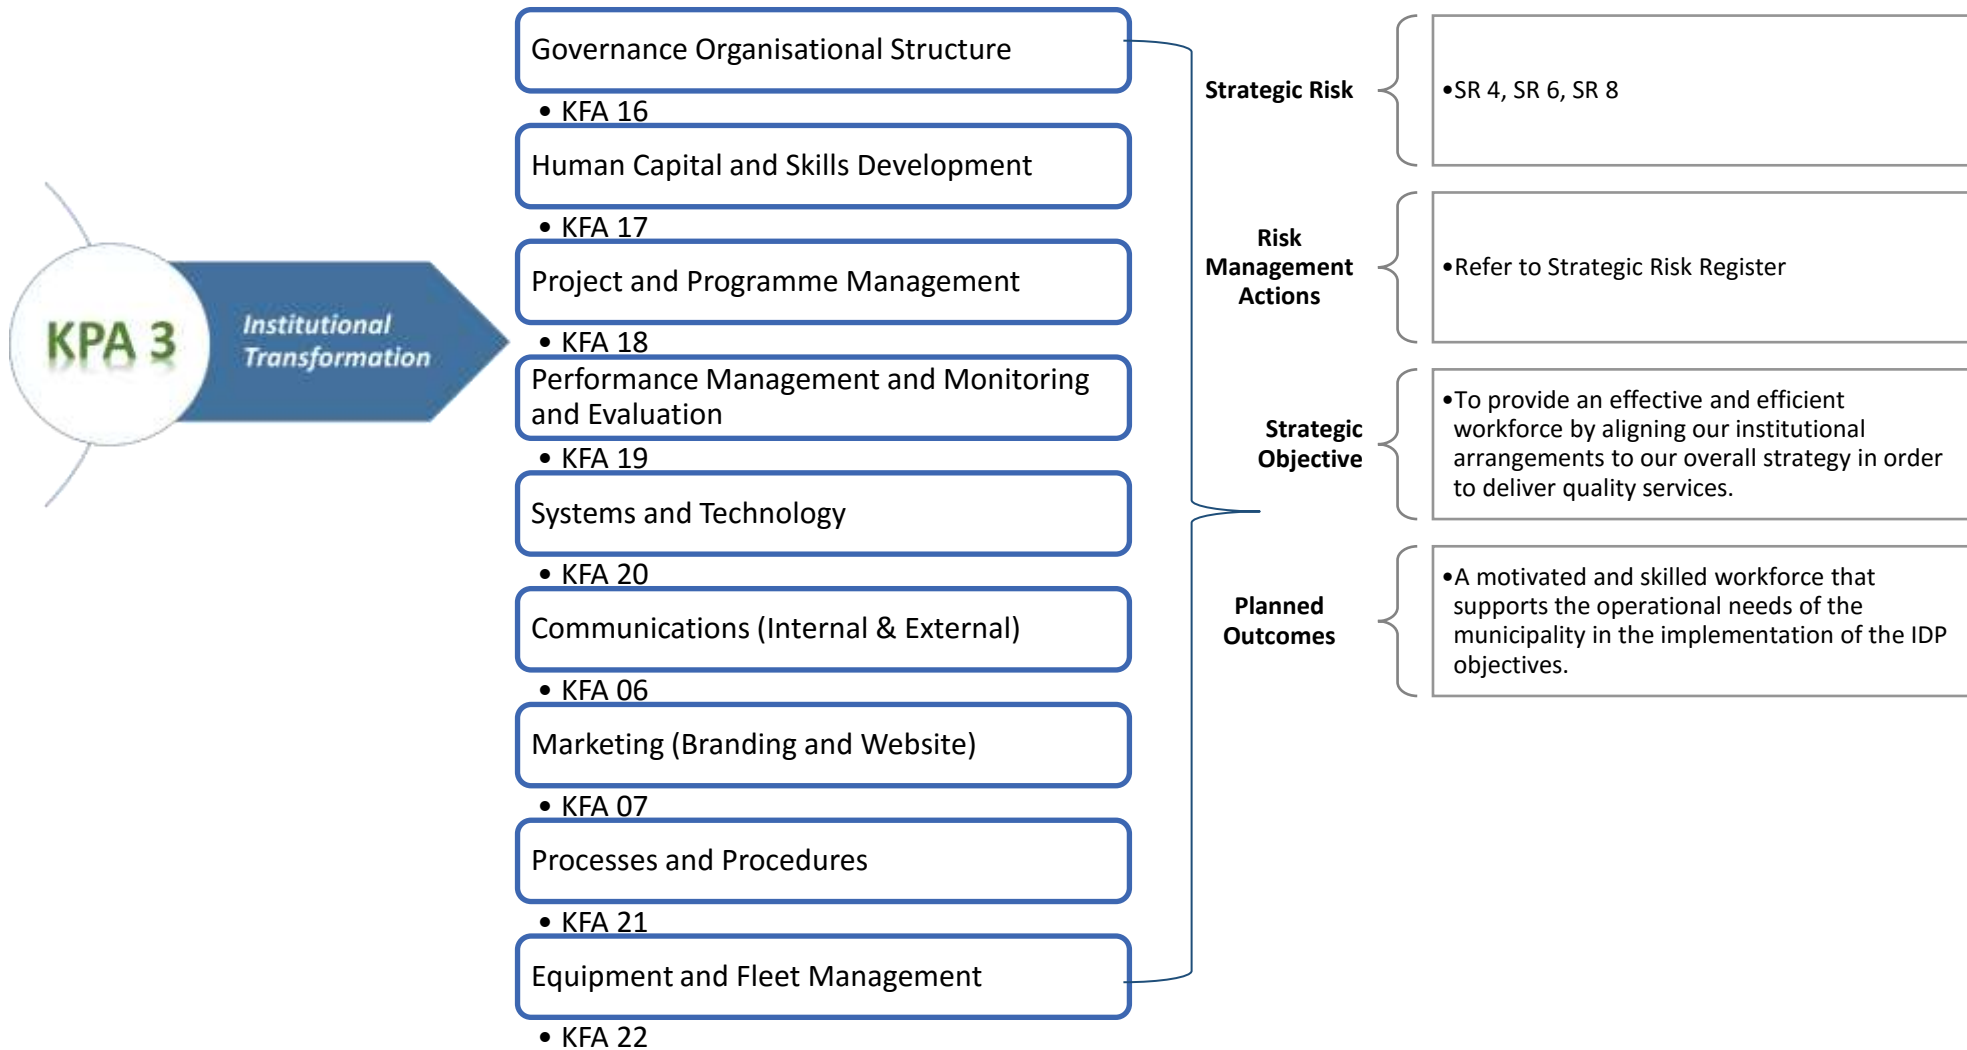 KPA 3
Institutional
Transformation
Governance Organisational Structure
• KFA 16
Human Capital and Skills Development
• KFA 17
Project and Programme Management
• KFA 18
Performance Management and Monitoring
and Evaluation
• KFA 19
Systems and Technology
• KFA 20
Communications (Internal & External)
• KFA 06
Marketing (Branding and Website)
• KFA 07
Processes and Procedures
• KFA 21
Equipment and Fleet Management
• KFA 22
Strategic Risk
•SR 4, SR 6, SR 8
Risk
Management
Actions
•Refer to Strategic Risk Register
Strategic
Objective
•To provide an effective and efficient
workforce by aligning our institutional
arrangements to our overall strategy in order
to deliver quality services.
Planned
Outcomes
•A motivated and skilled workforce that
supports the operational needs of the
municipality in the implementation of the IDP
objectives.